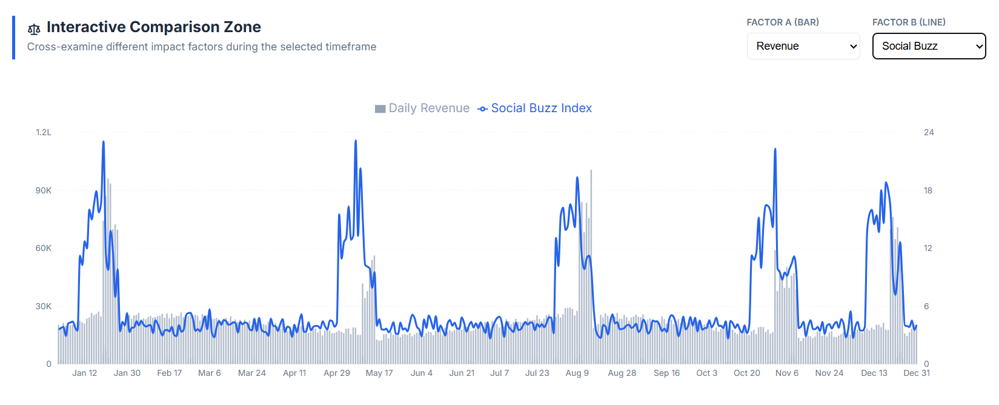 Interactive Comparison Zone
Cross-examine different impact factors during the selected timeframe
FACTOR A (BAR)
Revenue
FACTOR B (LINE)
Social Buzz
Daily Revenue
Social Buzz Index
1.2L
90K
60K
30K
0
24
18
12
6
0
Jan 12
Jan 30
Feb 17
Mar 6
Mar 24
Apr 11
Apr 29
May 17
Jun 4
Jun 21
Jul 7
Jul 23
Aug 9
Aug 28
Sep 16
Oct 3
Oct 20
Nov 6
Nov 24
Dec 13
Dec 31